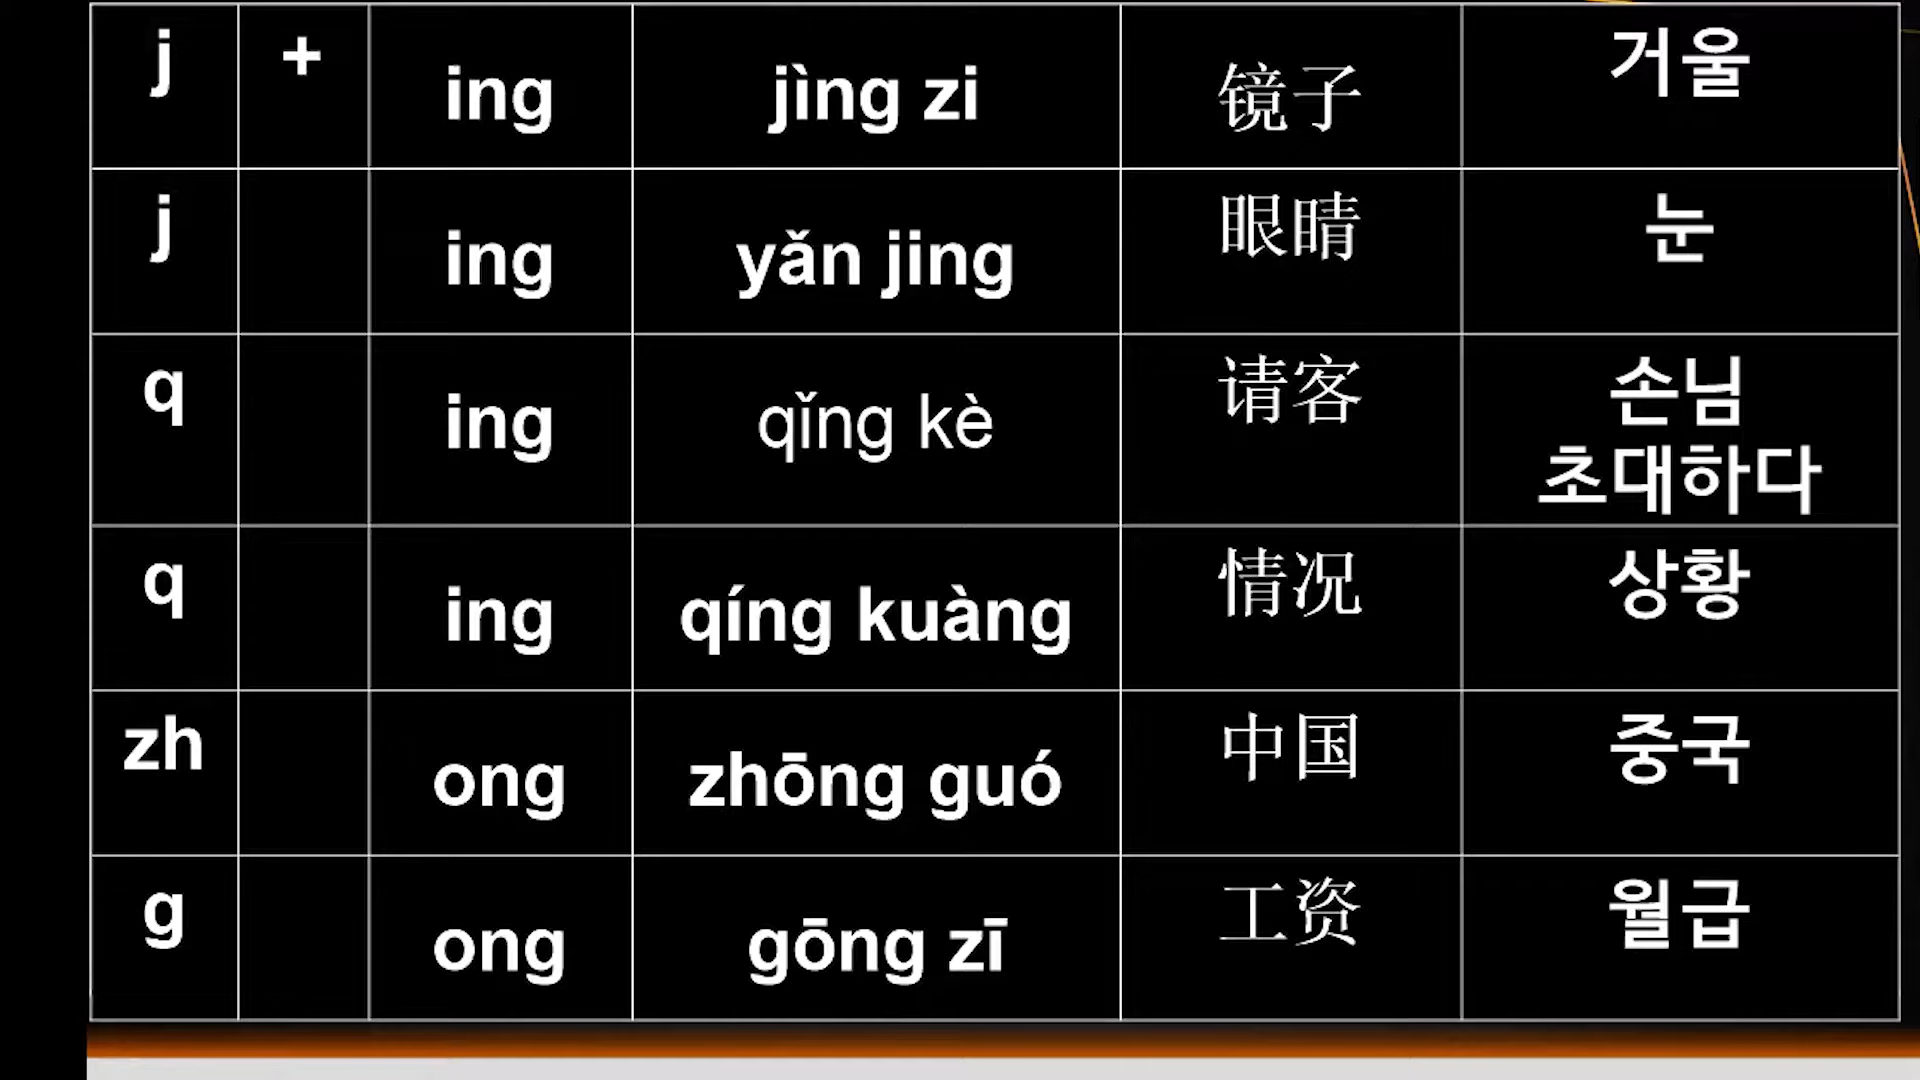 j + ing jìng zi 镜子 거울
j ing yǎn jing 眼睛 눈
q ing qǐng kè 请客 손님
초대하다
q ing qíng kuàng 情况 상황
zh ong zhōng guó 中国 중국
g ong gōng zī 工资 월급